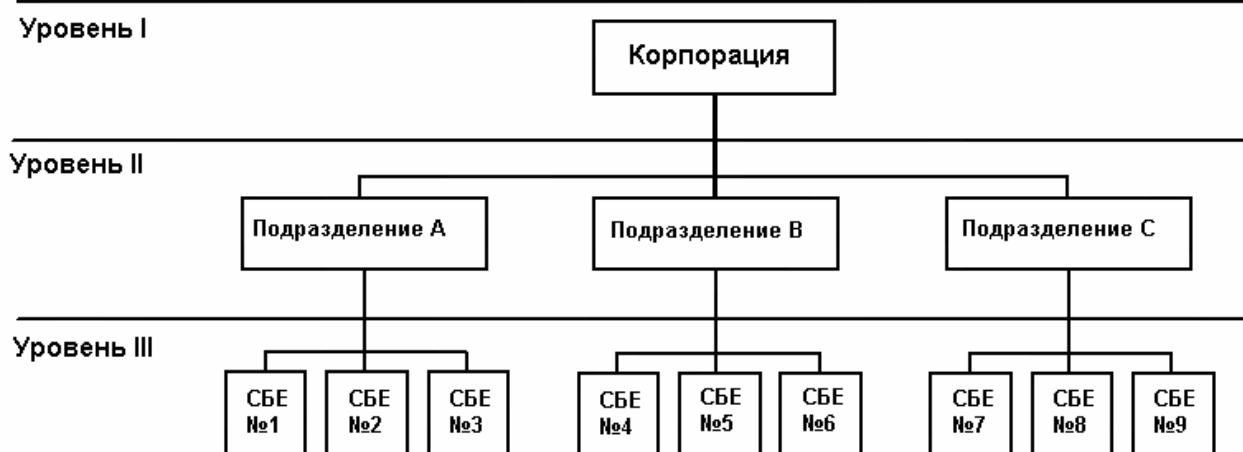 Уровень I
Корпорация
Уровень II
Подразделение А
Подразделение В
Подразделение С
Уровень III
СБЕ
№1
СБЕ
№2
СБЕ
№3
СБЕ
№4
СБЕ
№5
СБЕ
№6
СБЕ
№7
СБЕ
№8
СБЕ
№9